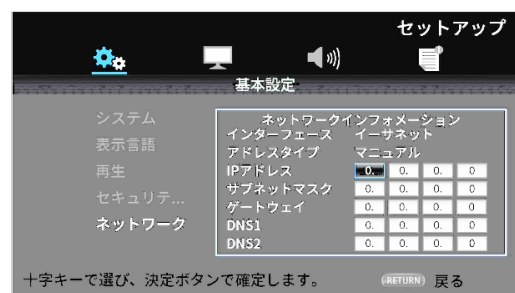 セットアップ
基本設定
システム
表示言語
再生
セキュリテ...
ネットワーク
ネットワークインフォメーション
インターフェース イーサネット
アドレスタイプ マニュアル
IPアドレス 0. 0. 0. 0
サブネットマスク 0. 0. 0. 0
ゲートウェイ 0. 0. 0. 0
DNS1 0. 0. 0. 0
DNS2 0. 0. 0. 0
十字キーで選び、決定ボタンで確定します。 RETURN 戻る